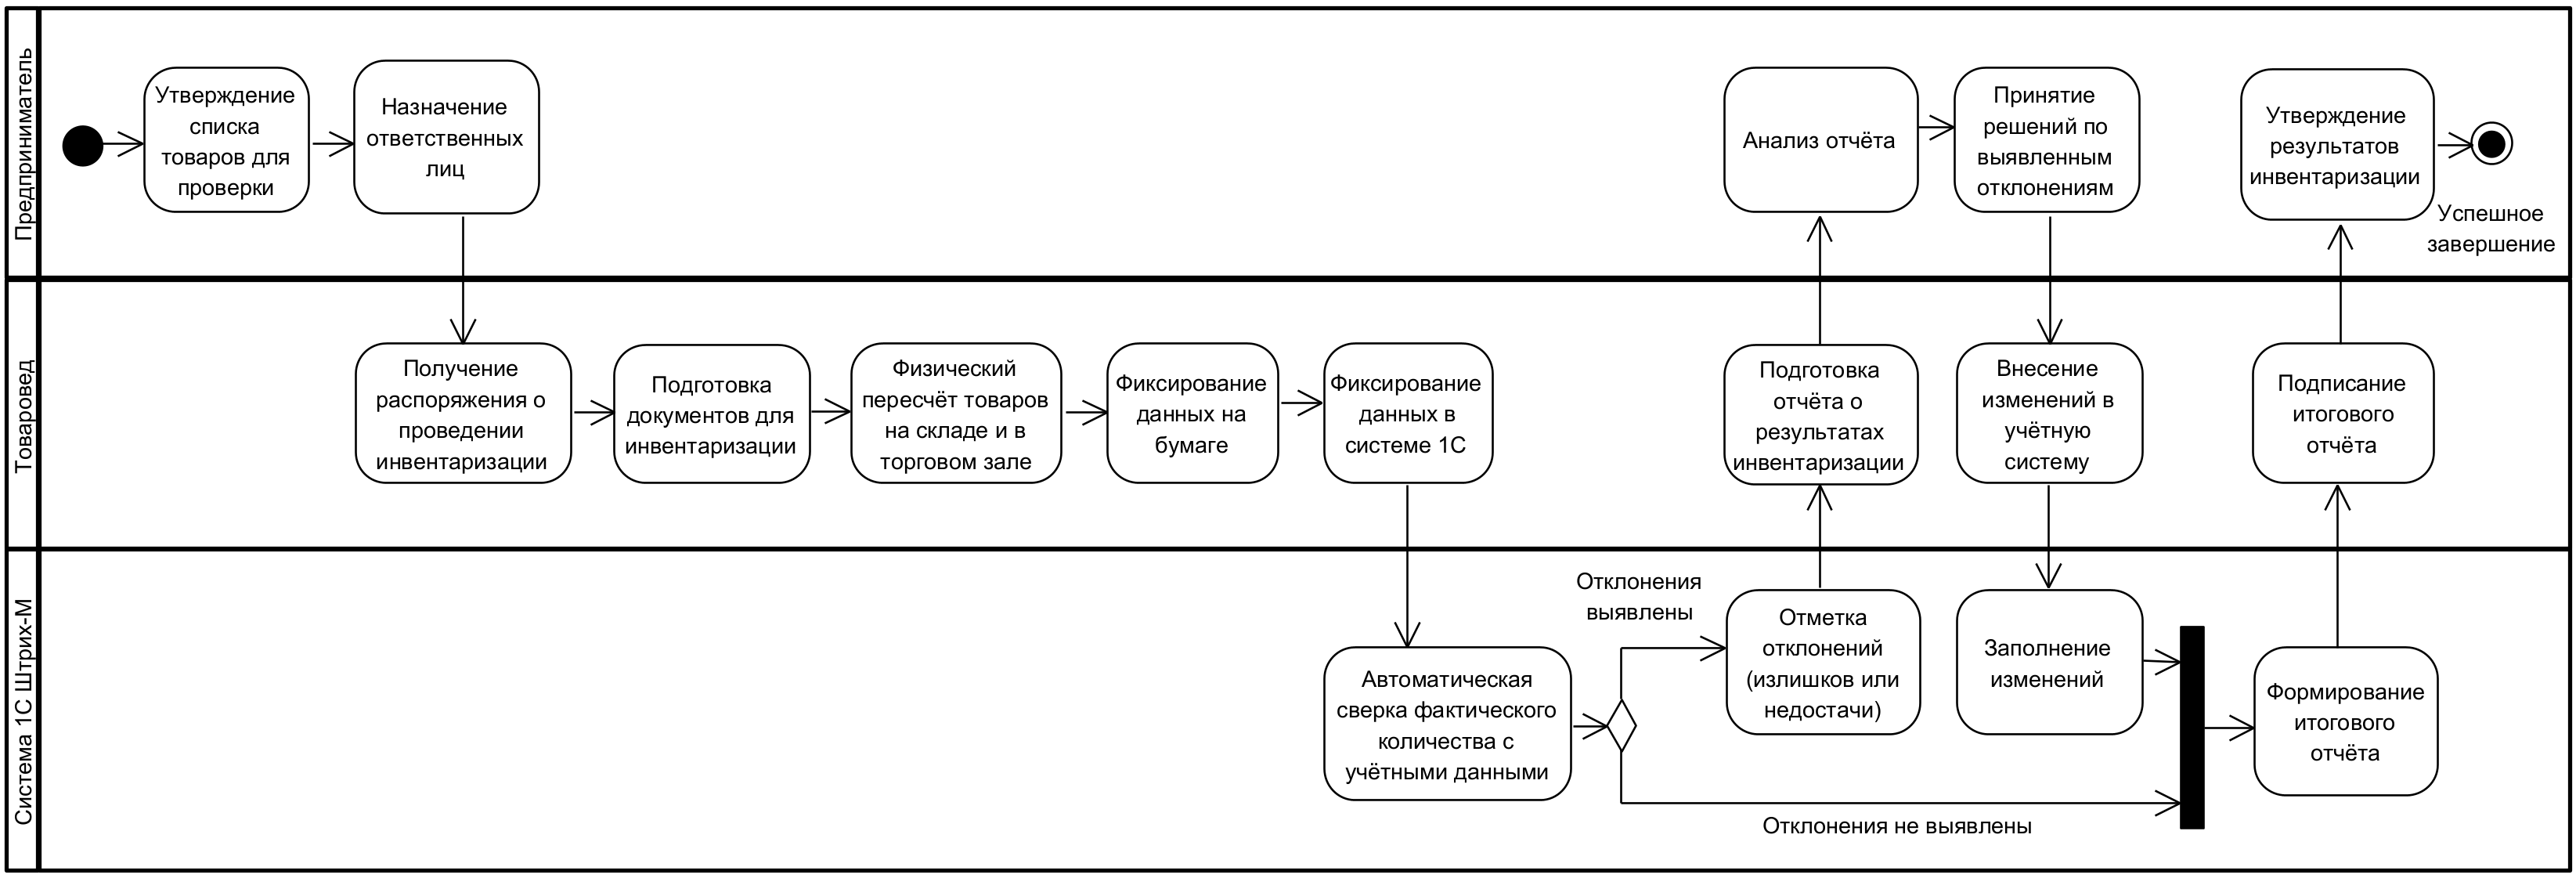 Предприниматель
Утверждение
списка
товаров для
проверки
Назначение
ответственных
лиц
Анализ отчёта
Принятие
решений по
выявленным
отклонениям
Утверждение
результатов
инвентаризации
Успешное
завершение
Товаровед
Получение
распоряжения о
проведении
инвентаризации
Подготовка
документов для
инвентаризации
Физический
пересчёт товаров
на складе и в
торговом зале
Фиксирование
данных на
бумаге
Фиксирование
данных в
системе 1С
Подготовка
отчёта о
результатах
инвентаризации
Внесение
изменений в
учётную
систему
Подписание
итогового
отчёта
Система 1С Штрих-М
Автоматическая
сверка фактического
количества с
учётными данными
Отклонения
выявлены
Отметка
отклонений
(излишков или
недостачи)
Заполнение
изменений
Формирование
итогового
отчёта
Отклонения не выявлены